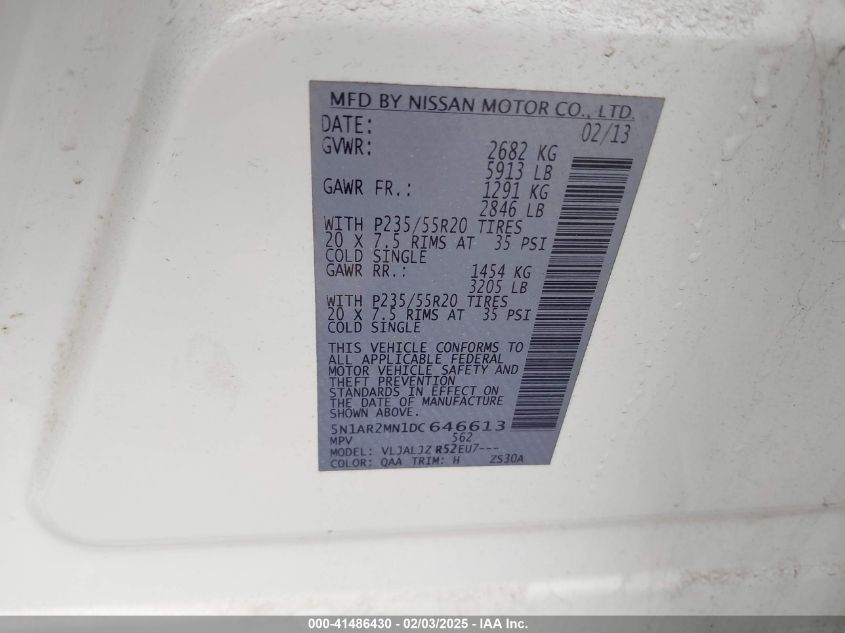 MFD BY NISSAN MOTOR CO., LTD.
DATE: 02/13
GVWR: 2682 KG
5913 LB
GAWR FR.: 1291 KG
2846 LB
WITH P235/55R20 TIRES
20 X 7.5 RIMS AT 35 PSI
COLD SINGLE
GAWR RR.: 1454 KG
3205 LB
WITH P235/55R20 TIRES
20 X 7.5 RIMS AT 35 PSI
COLD SINGLE
THIS VEHICLE CONFORMS TO
ALL APPLICABLE FEDERAL
MOTOR VEHICLE SAFETY AND
THEFT PREVENTION
STANDARDS IN EFFECT ON
THE DATE OF MANUFACTURE
SHOWN ABOVE.
5N1AR2MN1DC646613
MPV 562
MODEL: VLJALJZ R52EU7---
COLOR: QAA TRIM: H ZS30A
000-41486430 - 02/03/2025 - IAA Inc.